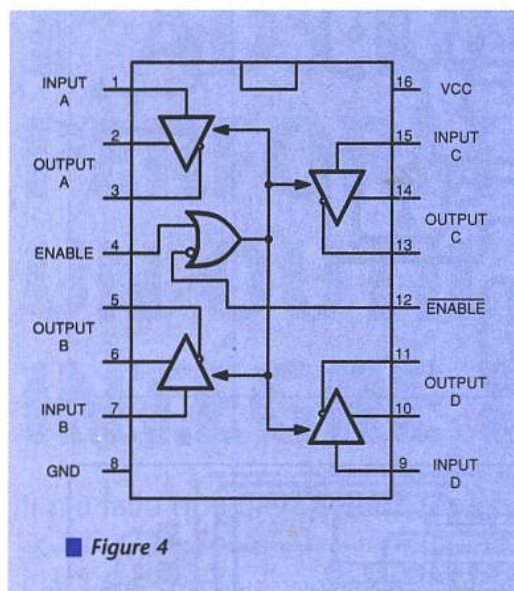 INPUT
A
1
2
OUTPUT
A
3
ENABLE
4
5
OUTPUT
B
6
INPUT
B
7
GND
8
16
VCC
15
INPUT
C
14
OUTPUT
C
13
12
ENABLE
11
OUTPUT
D
10
9
INPUT
D
Figure 4